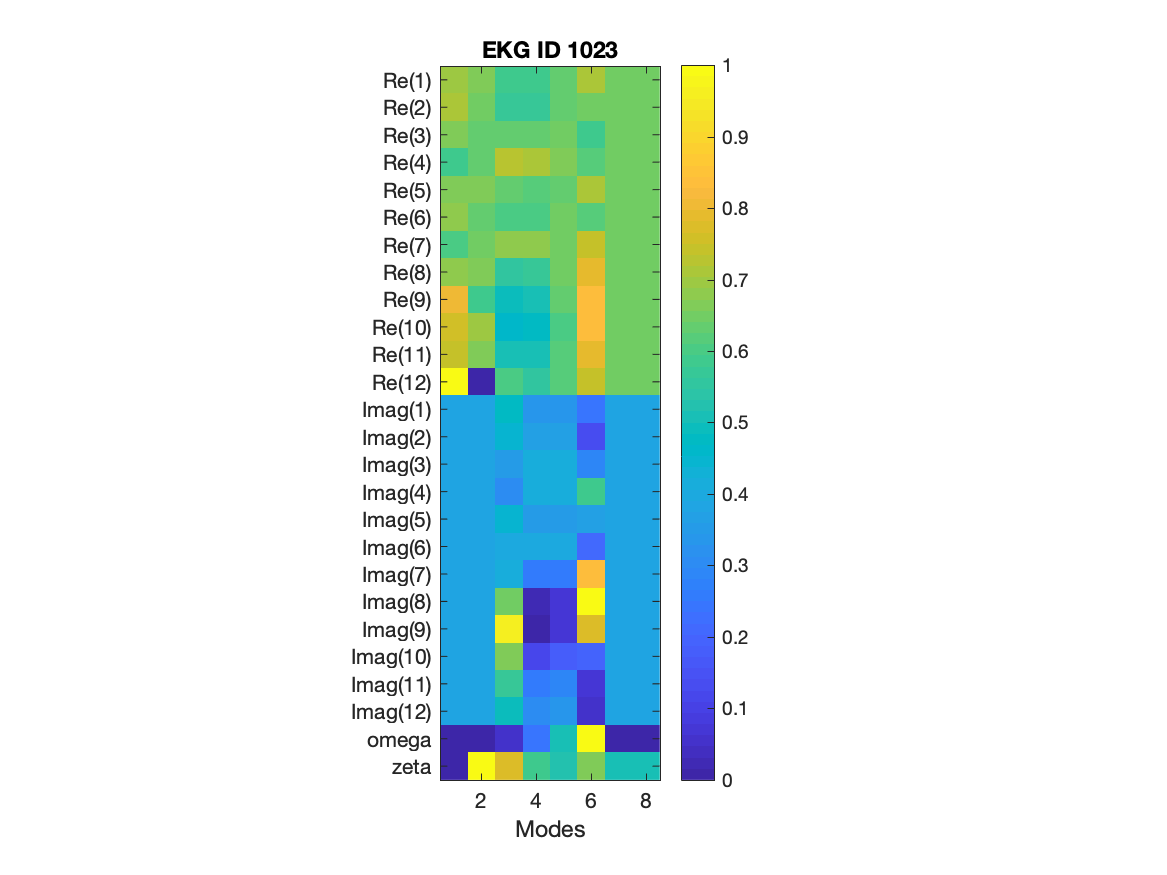 EKG ID 1023
Re(1)
Re(2)
Re(3)
Re(4)
Re(5)
Re(6)
Re(7)
Re(8)
Re(9)
Re(10)
Re(11)
Re(12)
Imag(1)
Imag(2)
Imag(3)
Imag(4)
Imag(5)
Imag(6)
Imag(7)
Imag(8)
Imag(9)
Imag(10)
Imag(11)
Imag(12)
omega
zeta
2 4 6 8
Modes
1
0.9
0.8
0.7
0.6
0.5
0.4
0.3
0.2
0.1
0